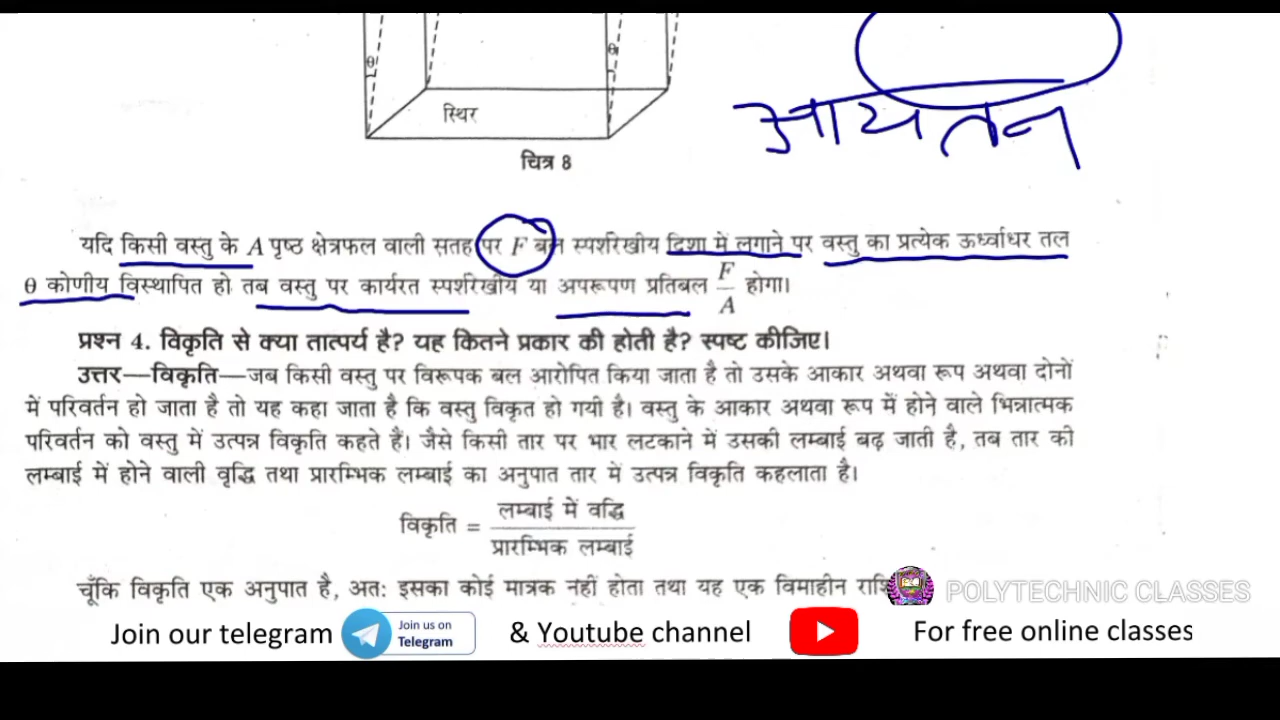 θ
θ
स्थिर
चित्र 8
आयतन
यदि किसी वस्तु के A पृष्ठ क्षेत्रफल वाली सतह पर F बल स्पर्शरेखीय दिशा में लगाने पर वस्तु का प्रत्येक ऊर्ध्वाधर तल
θ कोणीय विस्थापित हो तब वस्तु पर कार्यरत स्पर्शरेखीय या अपरूपण प्रतिबल F/A होगा।
प्रश्न 4. विकृति से क्या तात्पर्य है? यह कितने प्रकार की होती है? स्पष्ट कीजिए।
उत्तर—विकृति—जब किसी वस्तु पर विरूपक बल आरोपित किया जाता है तो उसके आकार अथवा रूप अथवा दोनों
में परिवर्तन हो जाता है तो यह कहा जाता है कि वस्तु विकृत हो गयी है। वस्तु के आकार अथवा रूप में होने वाले भिन्नात्मक
परिवर्तन को वस्तु में उत्पन्न विकृति कहते हैं। जैसे किसी तार पर भार लटकाने में उसकी लम्बाई बढ़ जाती है, तब तार की
लम्बाई में होने वाली वृद्धि तथा प्रारम्भिक लम्बाई का अनुपात तार में उत्पन्न विकृति कहलाता है।
विकृति = लम्बाई में वृद्धि / प्रारम्भिक लम्बाई
चूँकि विकृति एक अनुपात है, अतः इसका कोई मात्रक नहीं होता तथा यह एक विमाहीन
POLYTECHNIC CLASSES
Join our telegram
Join us on
Telegram
& Youtube channel
For free online classes